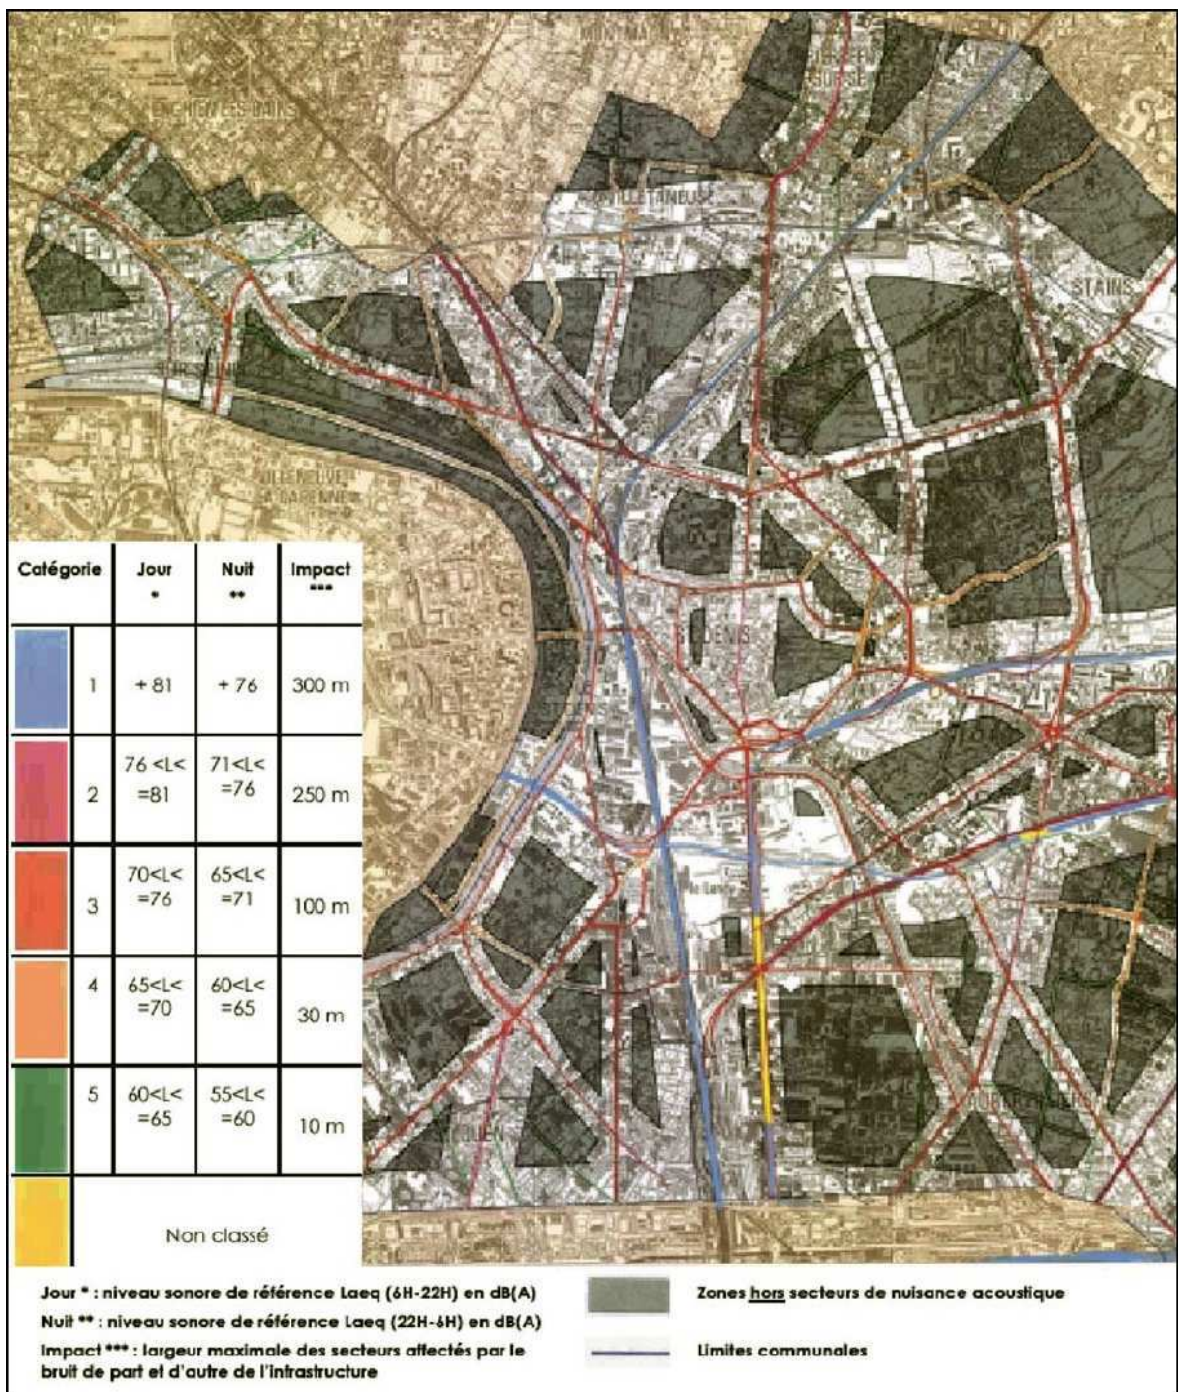 VILLETANEUSE
STAINS
VILLENEUVE
LA GARENNE
ST DENIS
Catégorie Jour * Nuit ** Impact ***
1 + 81 + 76 300 m
2 76 <L< =81 71<L< =76 250 m
3 70<L< =76 65<L< =71 100 m
4 65<L< =70 60<L< =65 30 m
5 60<L< =65 55<L< =60 10 m
Non classé
Jour * : niveau sonore de référence Laeq (6H-22H) en dB(A)
Nuit ** : niveau sonore de référence Laeq (22H-6H) en dB(A)
Impact *** : largeur maximale des secteurs affectés par le
bruit de part et d'autre de l'infrastructure
Zones hors secteurs de nuisance acoustique
Limites communales